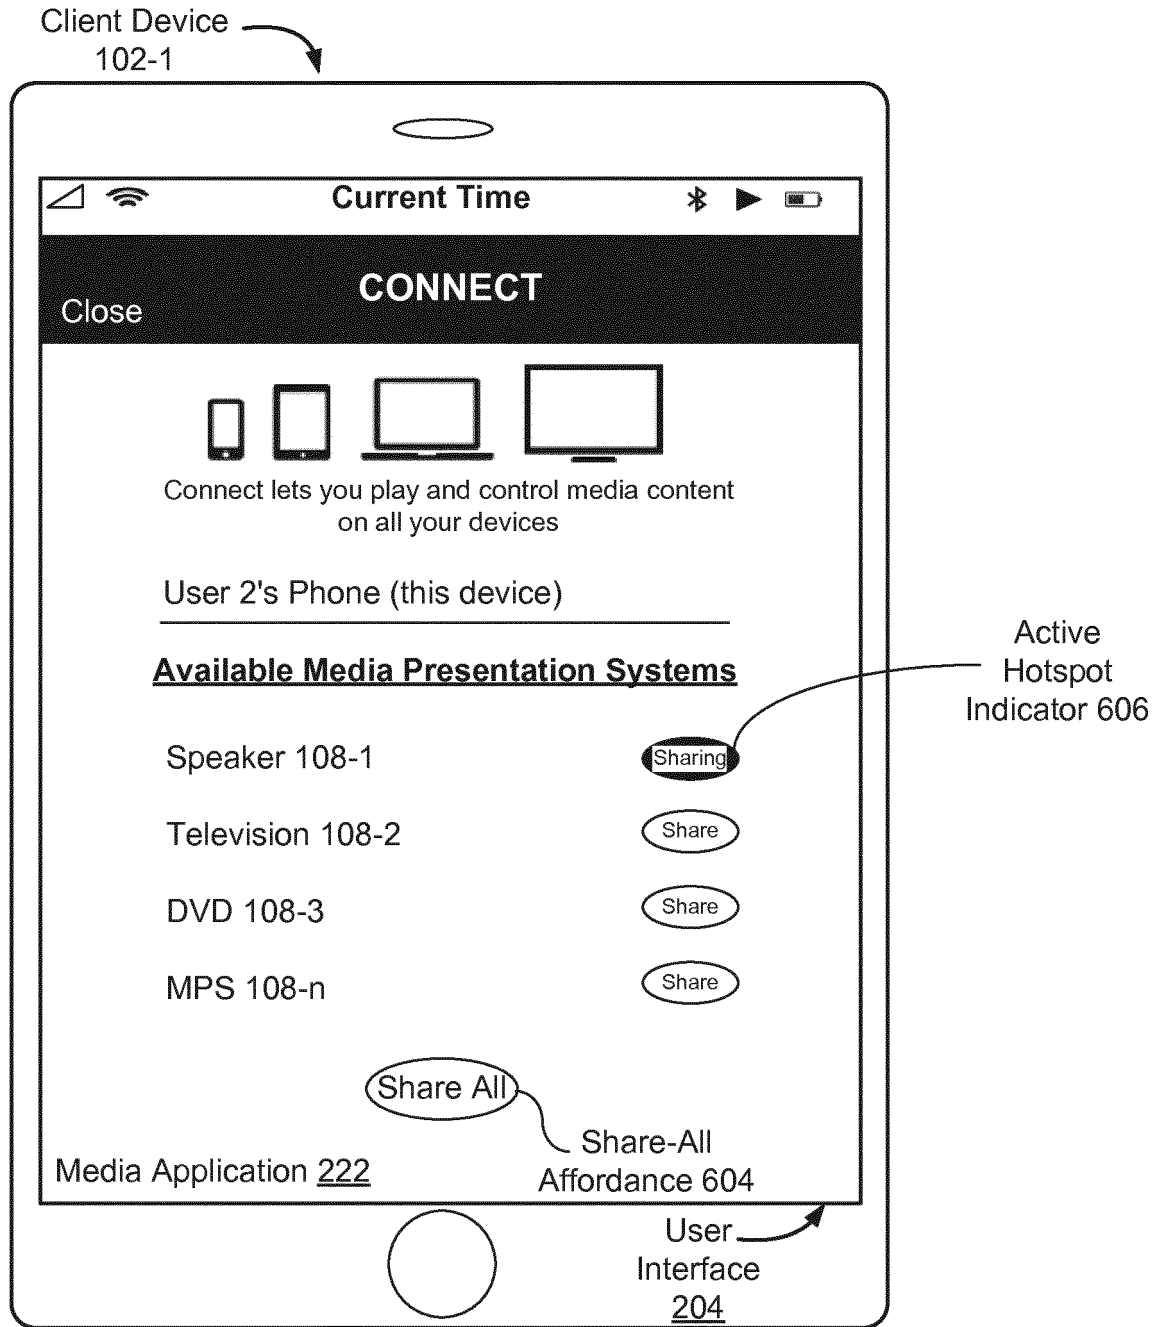 Client Device
102-1
Current Time
CONNECT
Close
Connect lets you play and control media content
on all your devices
User 2's Phone (this device)
Available Media Presentation Systems
Active
Hotspot
Indicator 606
Speaker 108-1
Sharing
Television 108-2
Share
DVD 108-3
Share
MPS 108-n
Share
Share All
Share-All
Affordance 604
Media Application 222
User
Interface
204